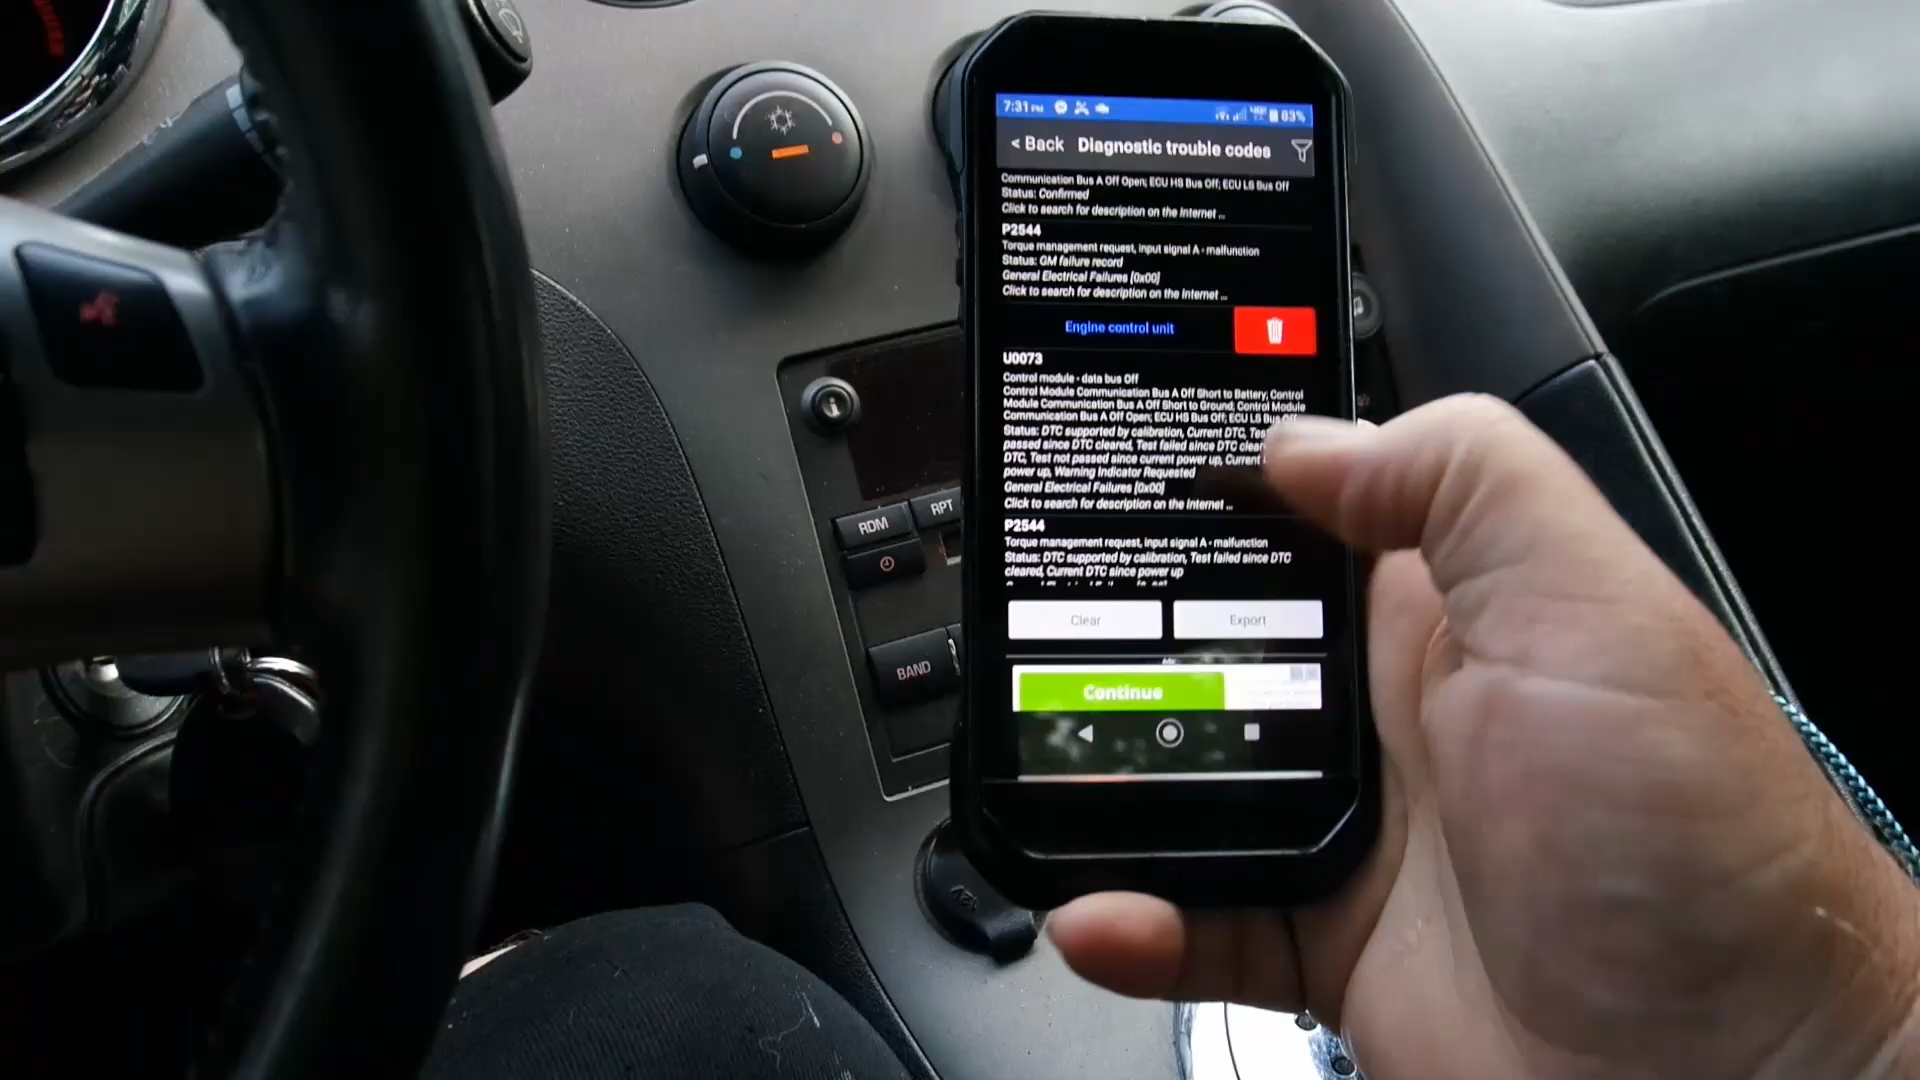 7:31 PM
83%
< Back
Diagnostic trouble codes
Communication Bus A Off Open; ECU HS Bus Off; ECU LS Bus Off
Status: Confirmed
Click to search for description on the Internet ...
P2544
Torque management request, input signal A - malfunction
Status: GM failure record
General Electrical Failures [0x00]
Click to search for description on the Internet ...
Engine control unit
U0073
Control module - data bus Off
Control Module Communication Bus A Off Short to Battery; Control
Module Communication Bus A Off Short to Ground; Control Module
Communication Bus A Off Open; ECU HS Bus Off; ECU LS Bus Off
Status: DTC supported by calibration, Current DTC, Test
passed since DTC cleared, Test failed since DTC
DTC, Test not passed since current power up, Current
power up, Warning Indicator Requested
General Electrical Failures [0x00]
Click to search for description on the Internet ...
P2544
Torque management request, input signal A - malfunction
Status: DTC supported by calibration, Test failed since DTC
cleared, Current DTC since power up
Clear
Export
Continue
i
RDM
RPT
BAND
12V